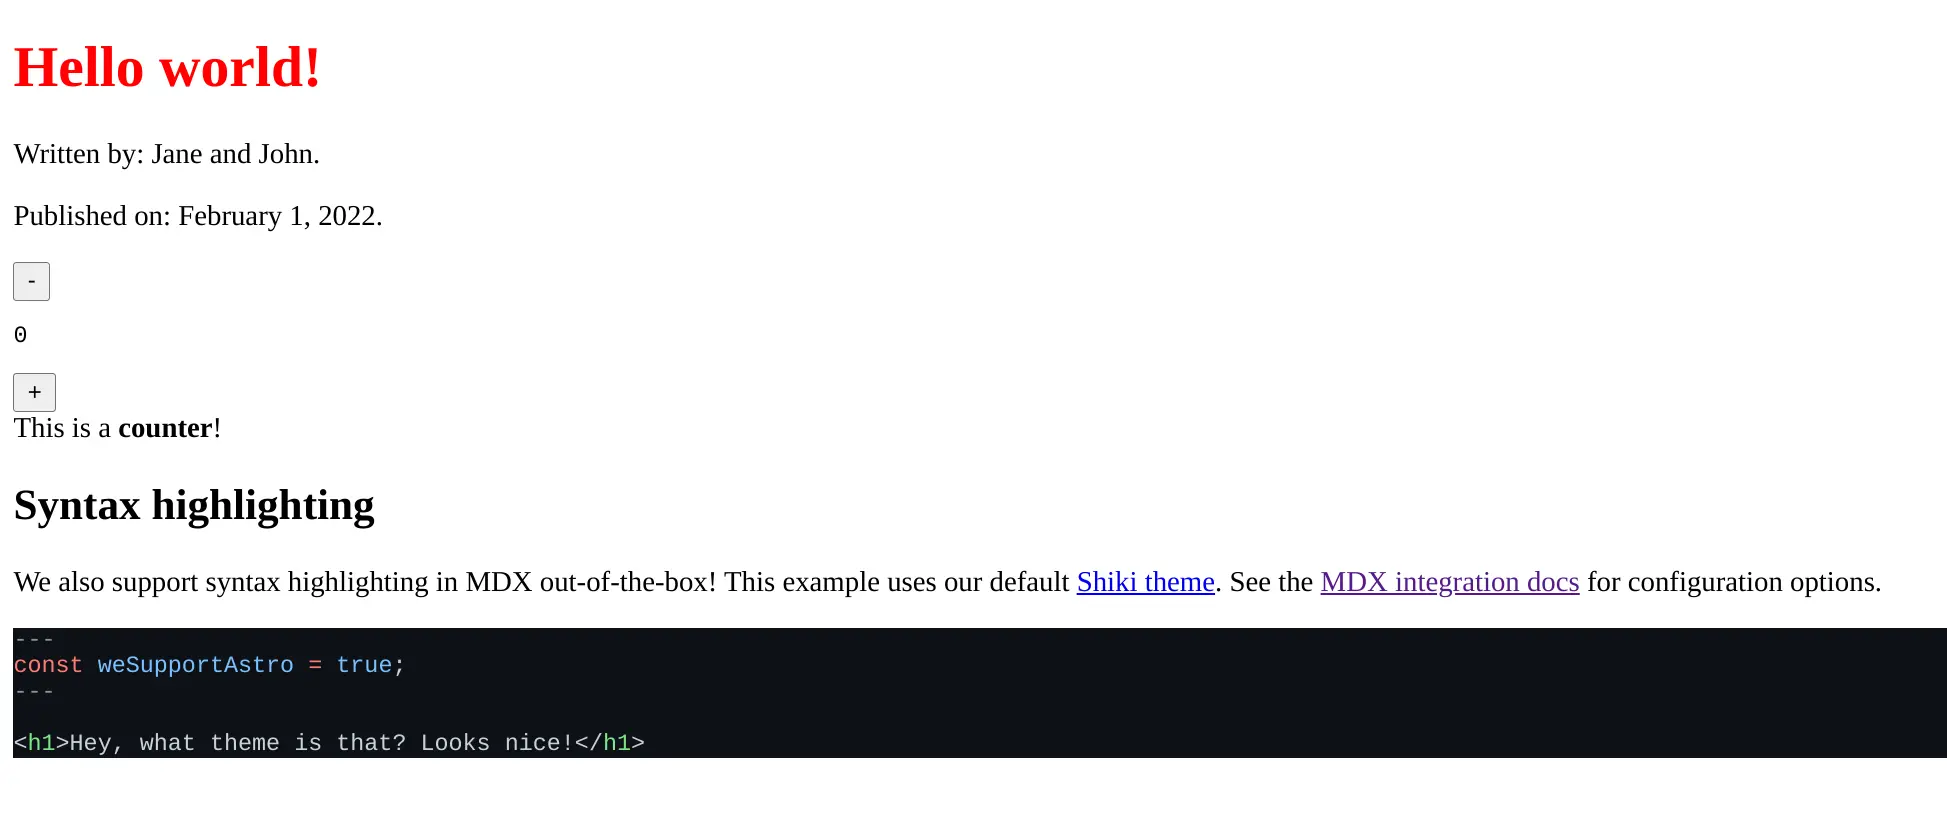 Hello world!
Written by: Jane and John.
Published on: February 1, 2022.
-
0
+
This is a counter!
Syntax highlighting
We also support syntax highlighting in MDX out-of-the-box! This example uses our default Shiki theme. See the MDX integration docs for configuration options.
---
const weSupportAstro = true;
---
<h1>Hey, what theme is that? Looks nice!</h1>